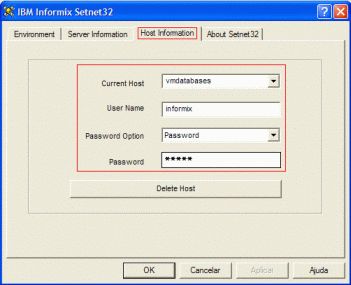 IBM Informix Setnet32
Environment Server Information Host Information About Setnet32
Current Host vmdatabases
User Name informix
Password Option Password
Password *****
Delete Host
OK Cancelar Aplicar Ajuda